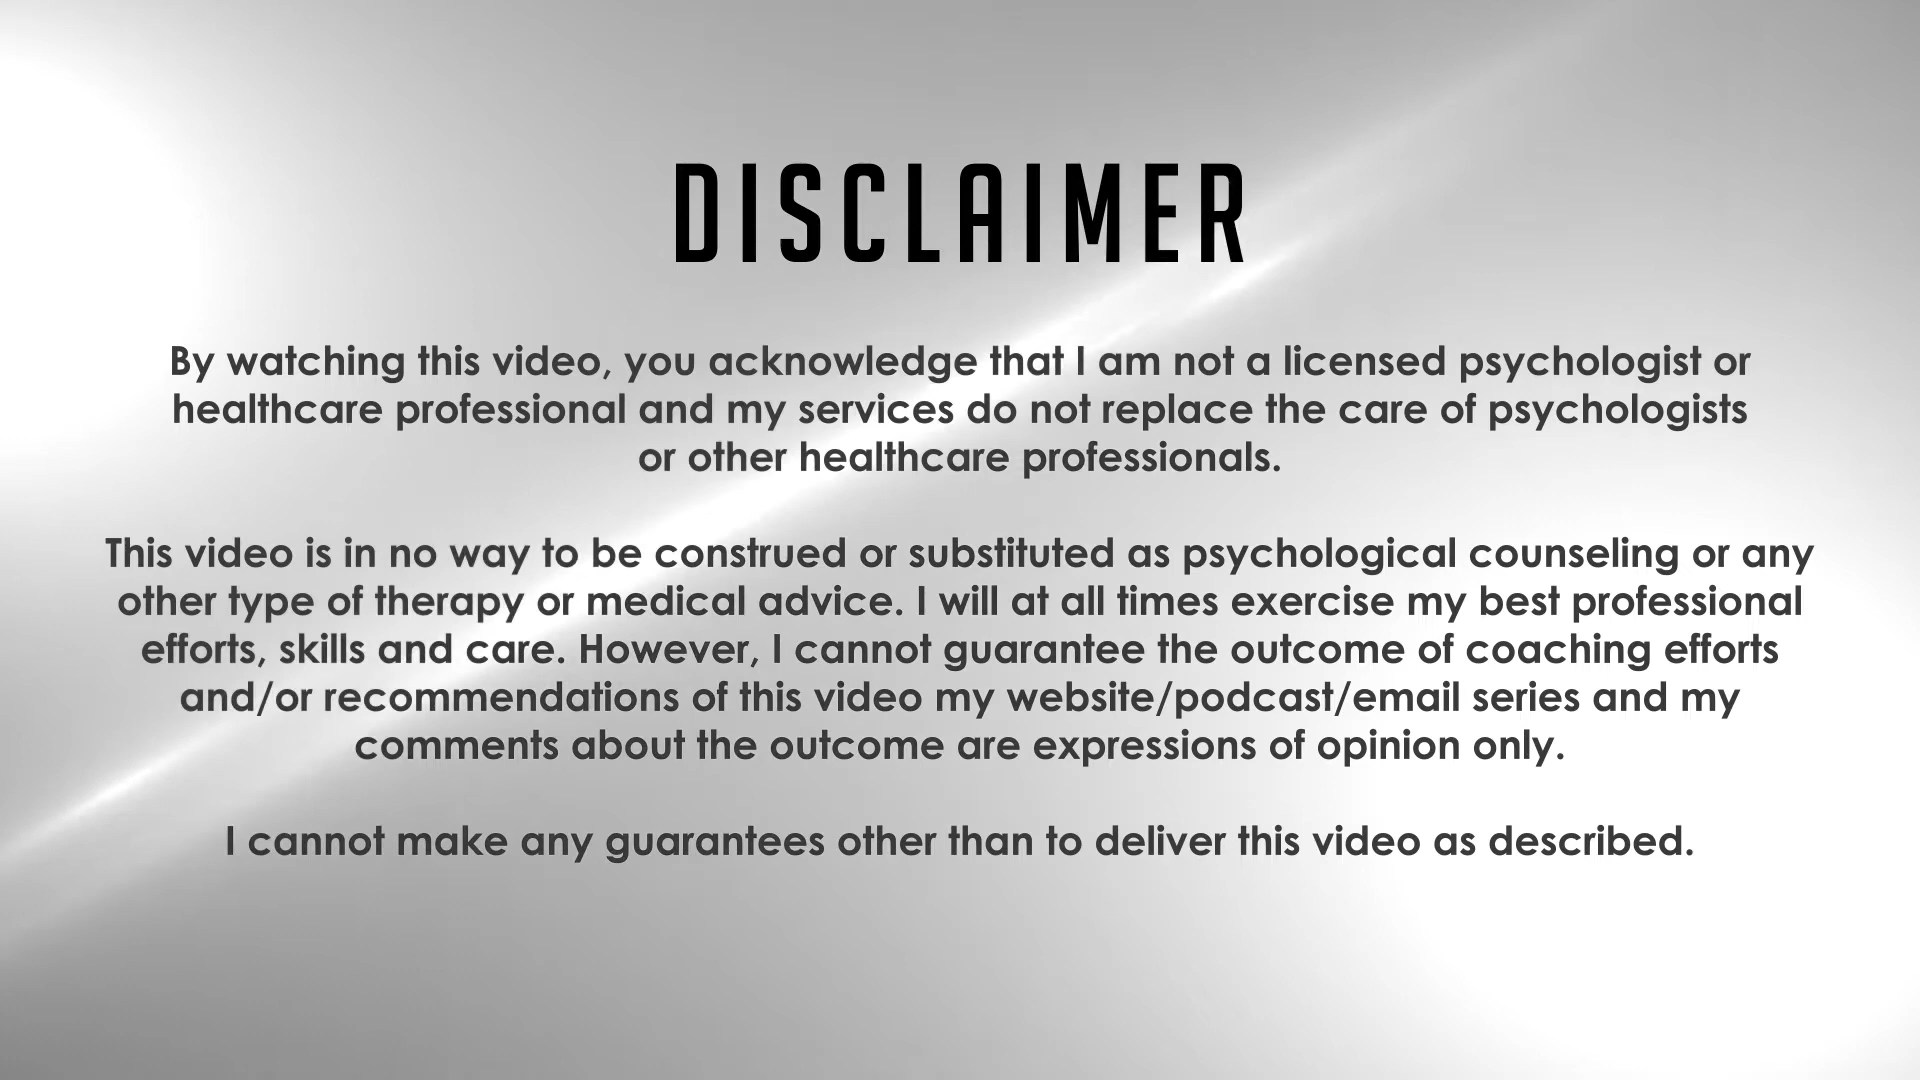 DISCLAIMER
By watching this video, you acknowledge that I am not a licensed psychologist or
healthcare professional and my services do not replace the care of psychologists
or other healthcare professionals.
This video is in no way to be construed or substituted as psychological counseling or any
other type of therapy or medical advice. I will at all times exercise my best professional
efforts, skills and care. However, I cannot guarantee the outcome of coaching efforts
and/or recommendations of this video my website/podcast/email series and my
comments about the outcome are expressions of opinion only.
I cannot make any guarantees other than to deliver this video as described.